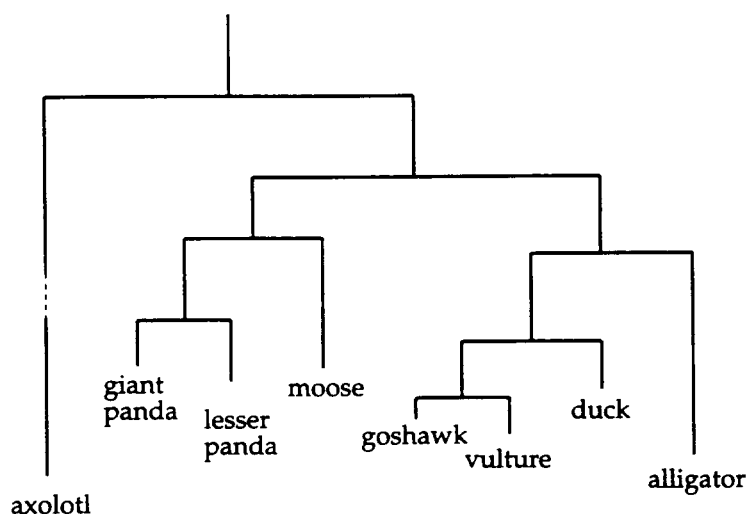 giant
panda
lesser
panda
moose
goshawk
vulture
duck
alligator
axolotl